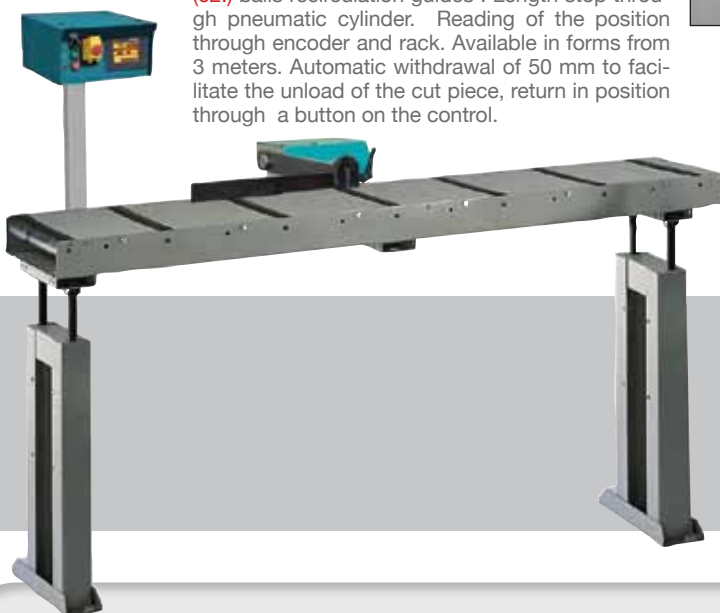 balls recirculation guides . Length stop throu-
gh pneumatic cylinder. Reading of the position
through encoder and rack. Available in forms from
3 meters. Automatic withdrawal of 50 mm to faci-
litate the unload of the cut piece, return in position
through a button on the control.